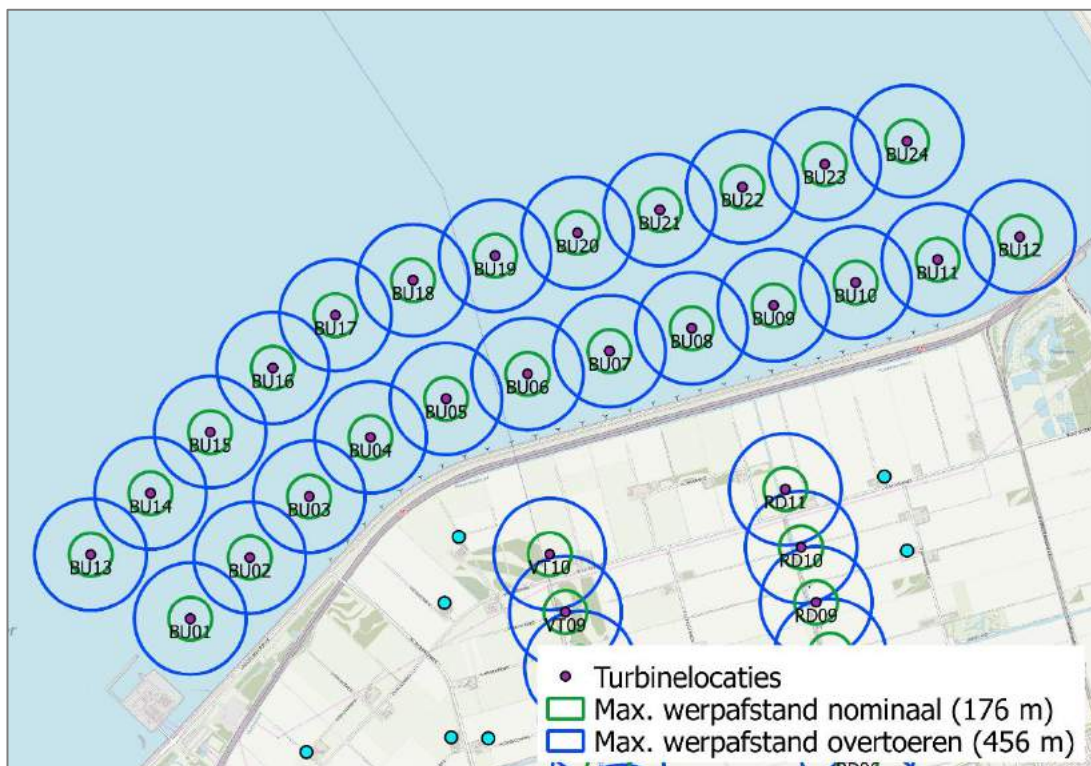 BU24
BU23
BU22
BU21
BU20
BU12
BU19
BU11
BU18
BU10
BU17
BU09
BU08
BU07
BU16
BU06
BU05
BU15
BU04
BU14
BU03
RD11
BU13
BU02
VT10
RD10
RD09
BU01
VT09
Turbinelocaties
Max. werpafstand nominaal (176 m)
Max. werpafstand overtoeren (456 m)